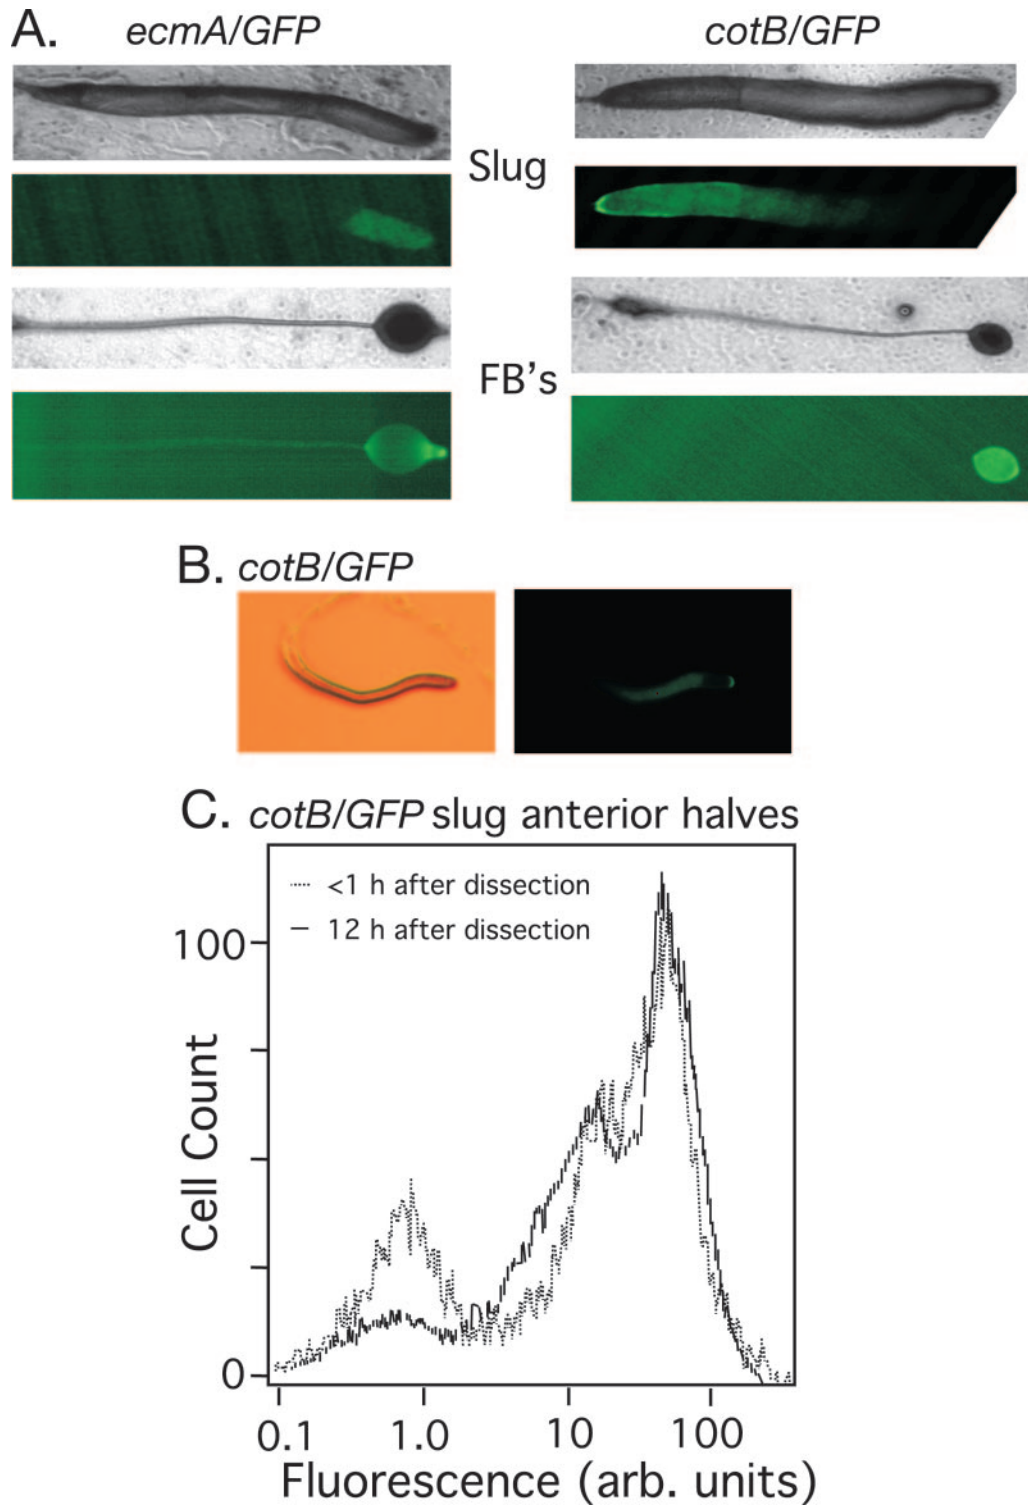 A. ecmA/GFP cotB/GFP
Slug
FB's
B. cotB/GFP
C. cotB/GFP slug anterior halves
<1 h after dissection
12 h after dissection
100
Cell Count
0
0.1 1.0 10 100
Fluorescence (arb. units)